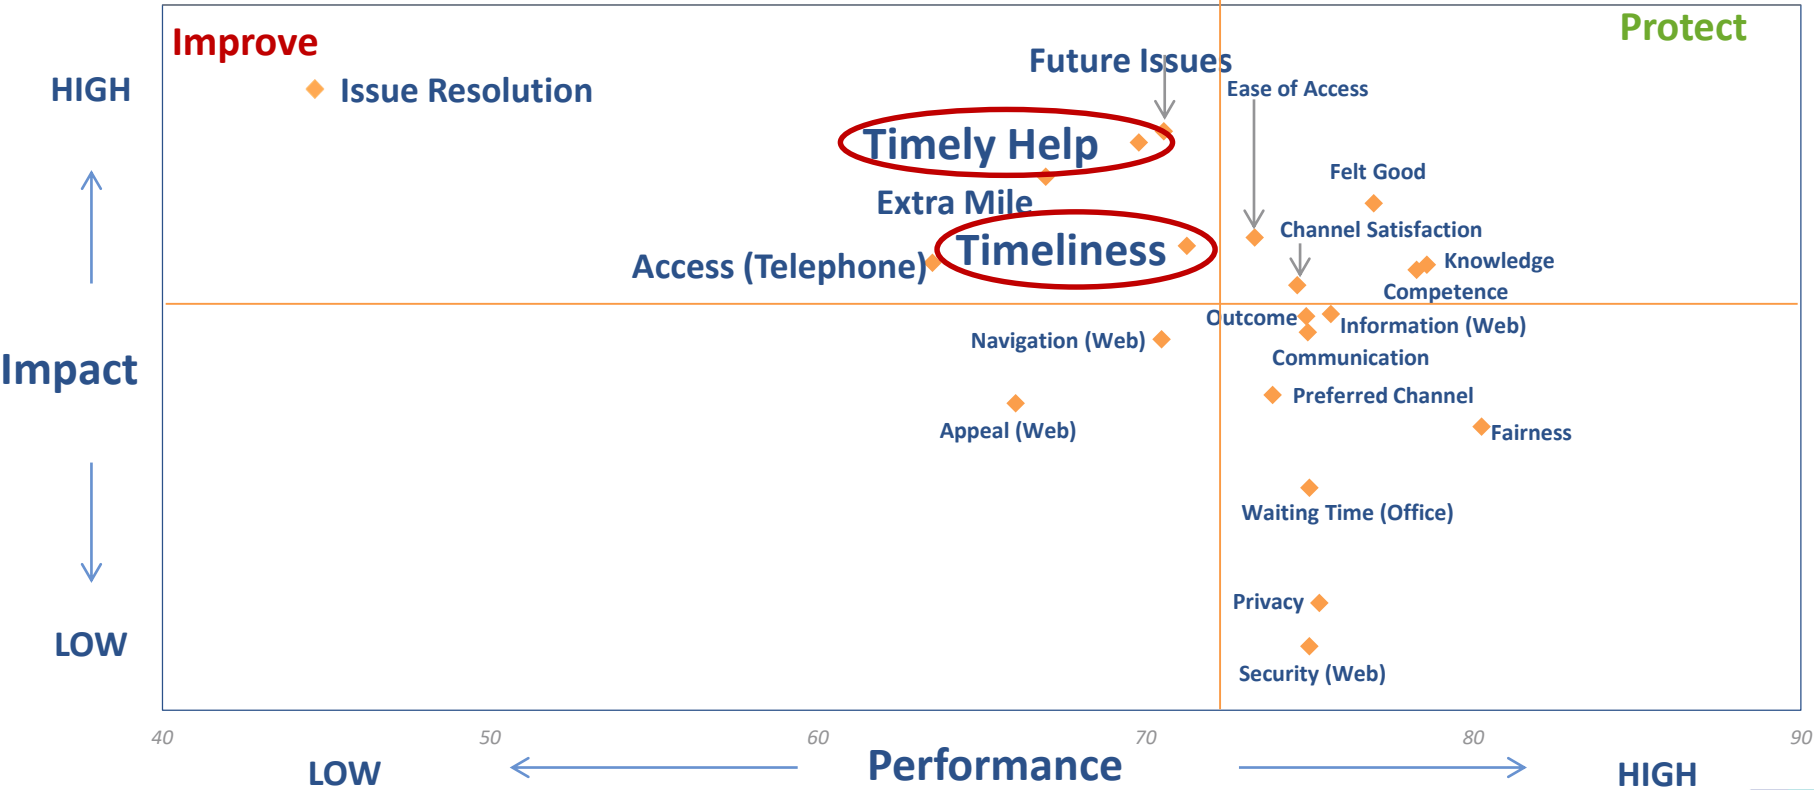 Improve
Protect
Future Issues
HIGH
Issue Resolution
Ease of Access
Timely Help
Felt Good
Extra Mile
Channel Satisfaction
Timeliness
Access (Telephone)
Knowledge
Competence
Outcome
Information (Web)
Navigation (Web)
Communication
Impact
Preferred Channel
Appeal (Web)
Fairness
Waiting Time (Office)
Privacy
LOW
Security (Web)
40
50
60
70
80
90
LOW
Performance
HIGH